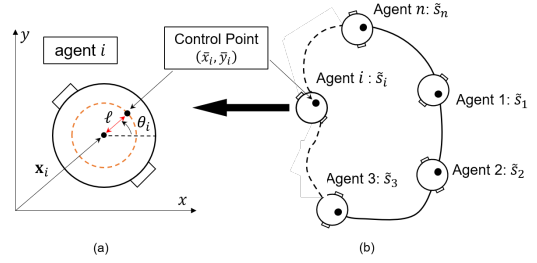 y
agent i
ℓ
θᵢ
𝐱ᵢ
x
(a)
Control Point
(x̄ᵢ, ȳᵢ)
Agent n: s̃ₙ
Agent i : s̃ᵢ
Agent 1: s̃₁
Agent 2: s̃₂
Agent 3: s̃₃
(b)